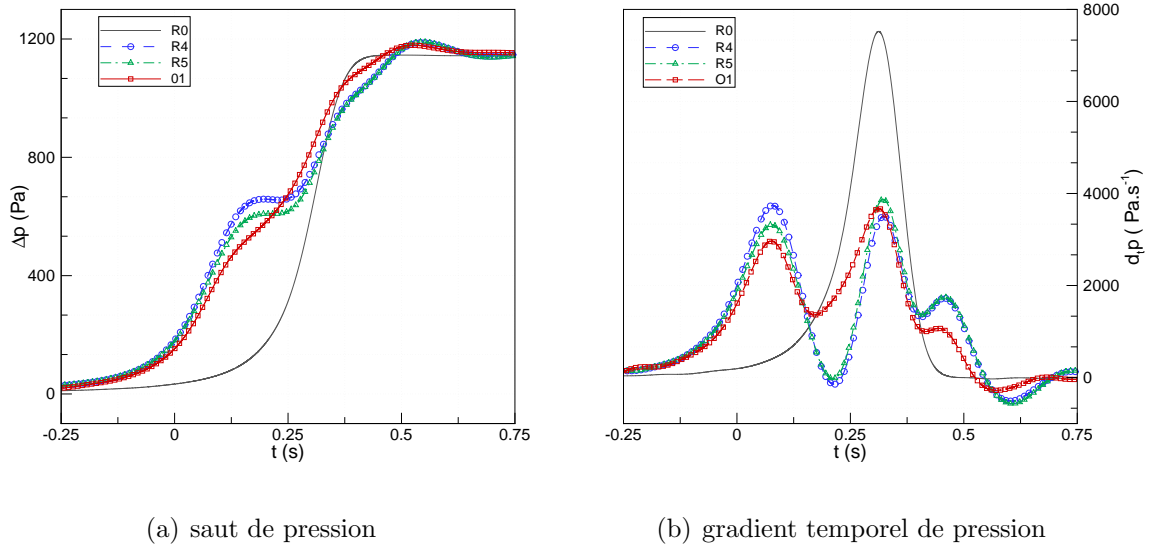 R0
R4
R5
01
1200
800
400
0
Δp (Pa)
-0.25
0
0.25
0.5
0.75
t (s)
(a) saut de pression
R0
R4
R5
O1
8000
6000
4000
2000
0
dₜp ( Pa.s⁻¹)
-0.25
0
0.25
0.5
0.75
t (s)
(b) gradient temporel de pression